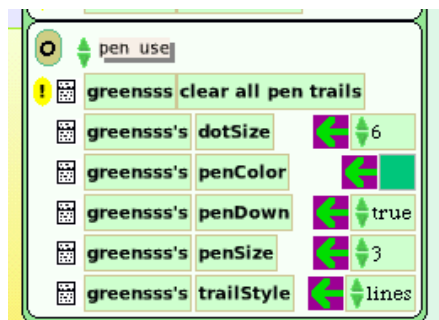 O pen use
! greensss clear all pen trails
greensss's dotSize 6
greensss's penColor
greensss's penDown true
greensss's penSize 3
greensss's trailStyle lines